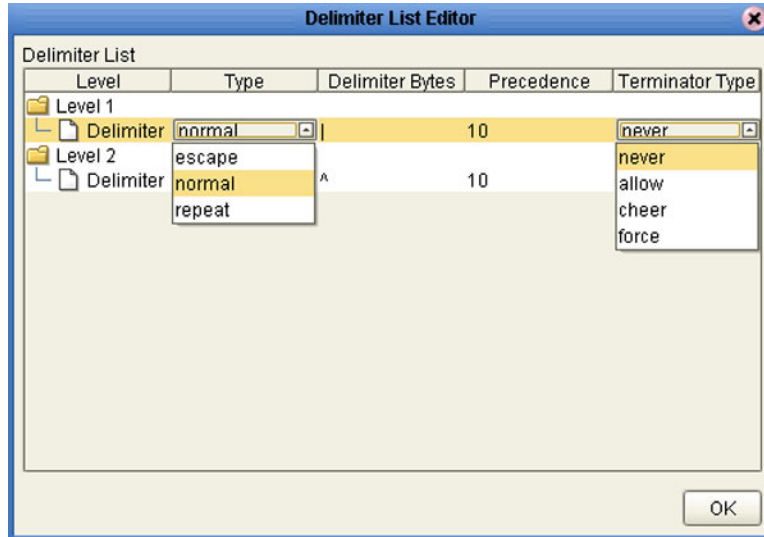 Delimiter List Editor
Delimiter List
Level Type Delimiter Bytes Precedence Terminator Type
Level 1
Delimiter normal | 10 never
Level 2 escape never
Delimiter normal ^ 10 allow
repeat cheer
force
OK